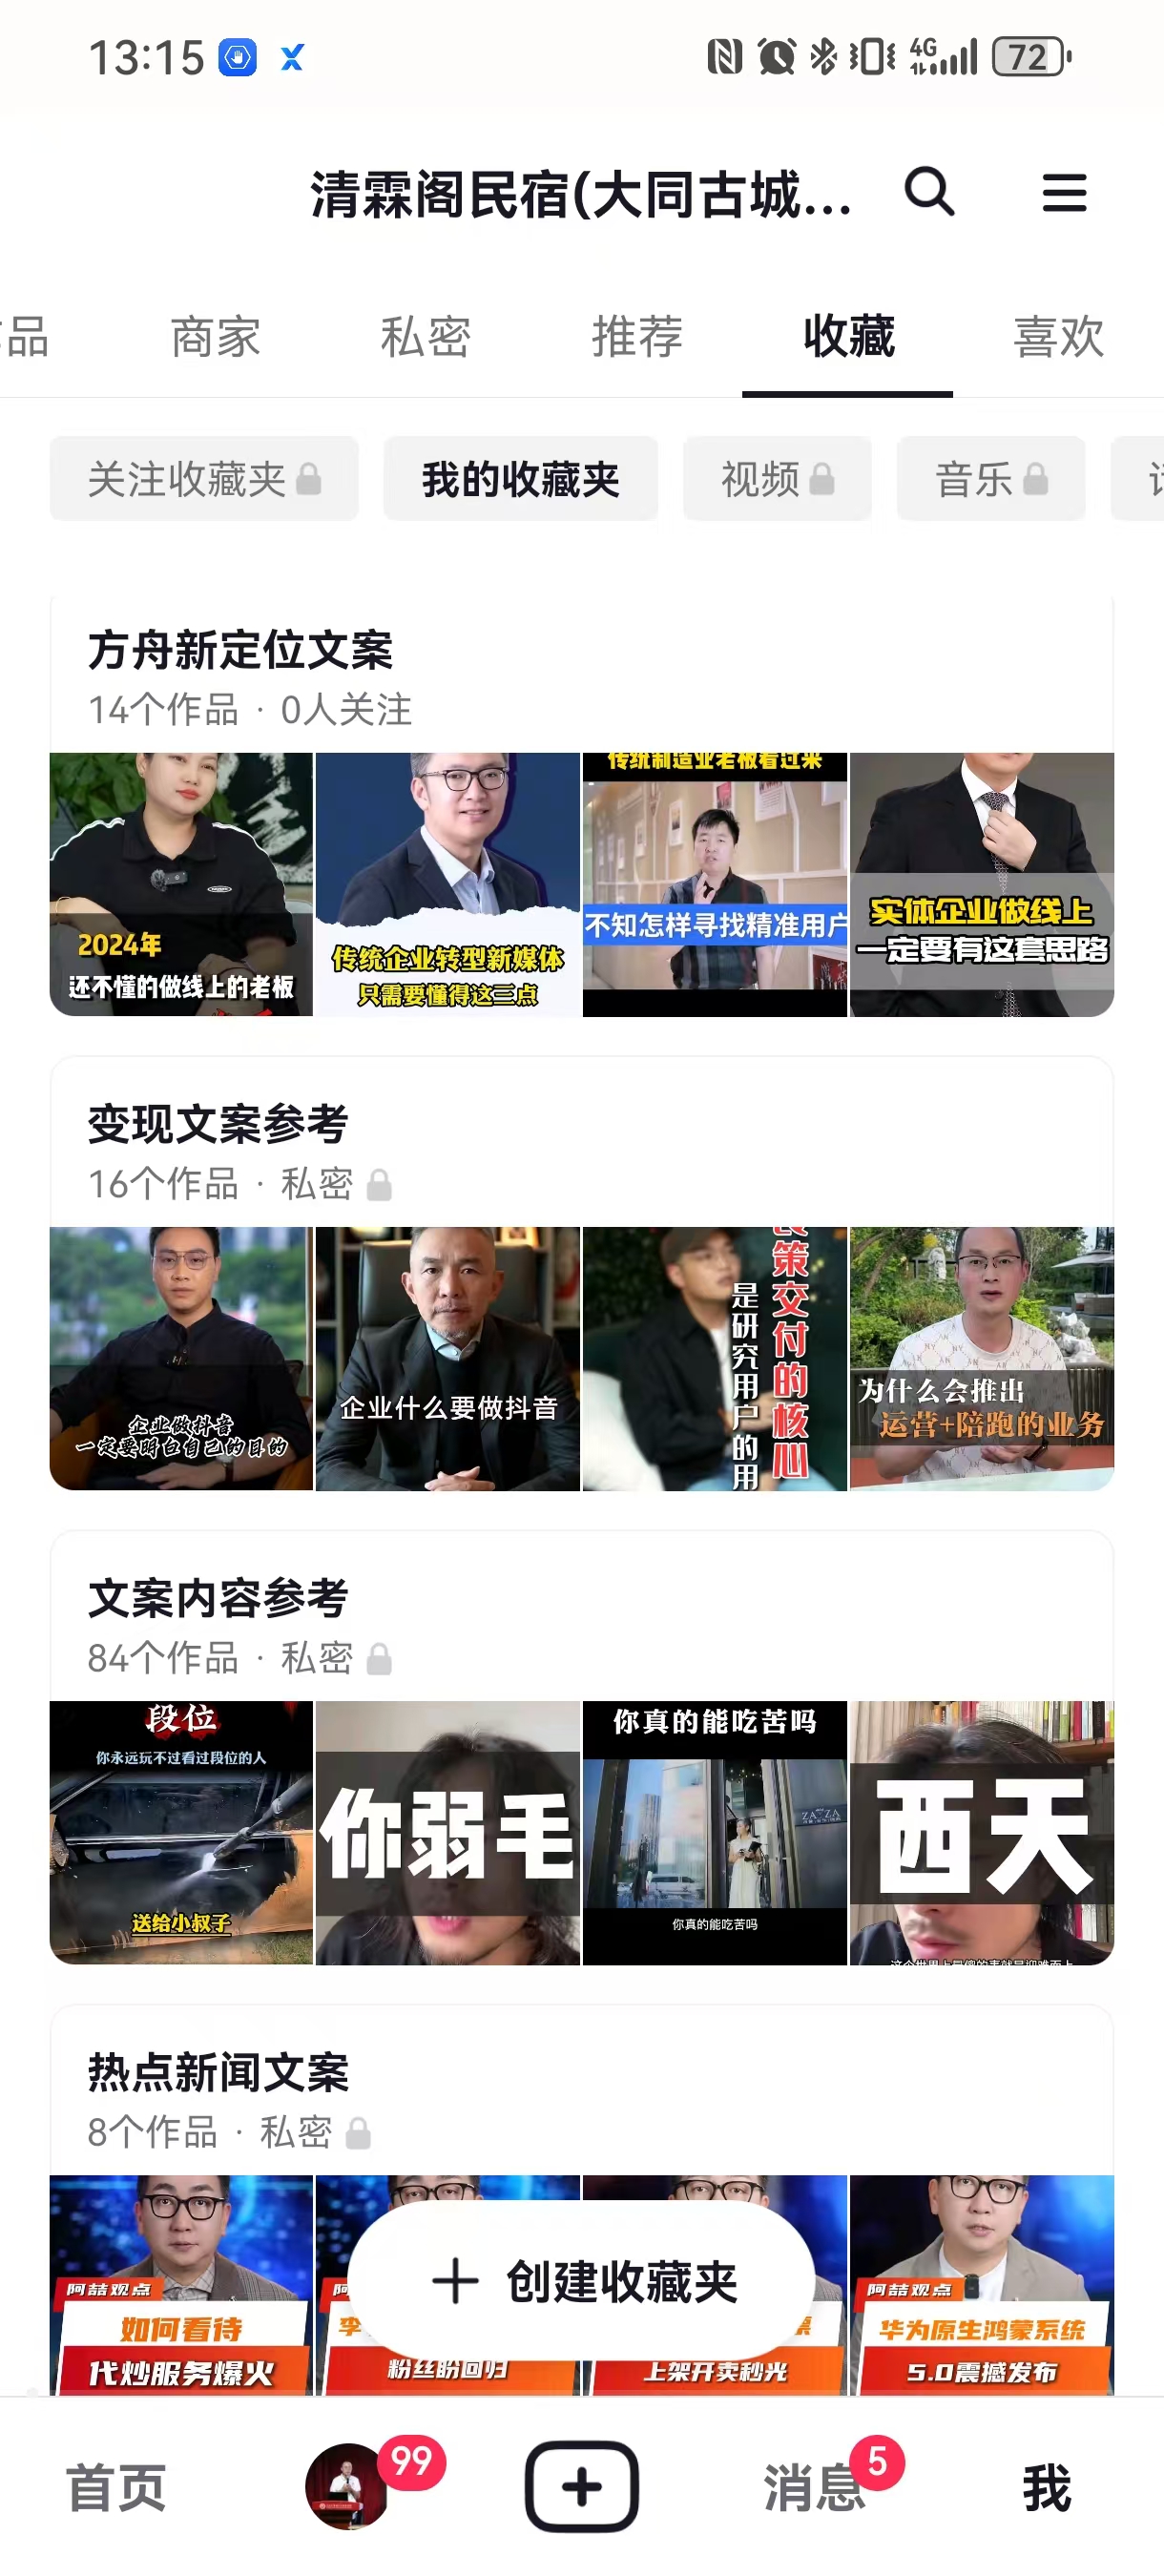 13:15
4G
72
清霖阁民宿(大同古城...
品 商家 私密 推荐 收藏 喜欢
关注收藏夹 我的收藏夹 视频 音乐
方舟新定位文案
14个作品 · 0人关注
2024年
还不懂的做线上的老板
传统企业转型新媒体
只需要懂得这三点
传统制造业老板看过来
不知怎样寻找精准用户
实体企业做线上
一定要有这套思路
变现文案参考
16个作品 · 私密
企业做抖音
一定要明白自己的目的
企业什么要做抖音
策交付的核心
是研究用户的用
为什么会推出
运营+陪跑的业务
文案内容参考
84个作品 · 私密
段位
你永远玩不过看过段位的人
送给小叔子
你弱毛
你真的能吃苦吗
ZAZZA
你真的能吃苦吗
西天
热点新闻文案
8个作品 · 私密
阿喆观点
如何看待
代炒服务爆火
李
粉丝盼回归
上架开卖秒光
阿喆观点
华为原生鸿蒙系统
5.0震撼发布
+ 创建收藏夹
首页 99 消息 5 我